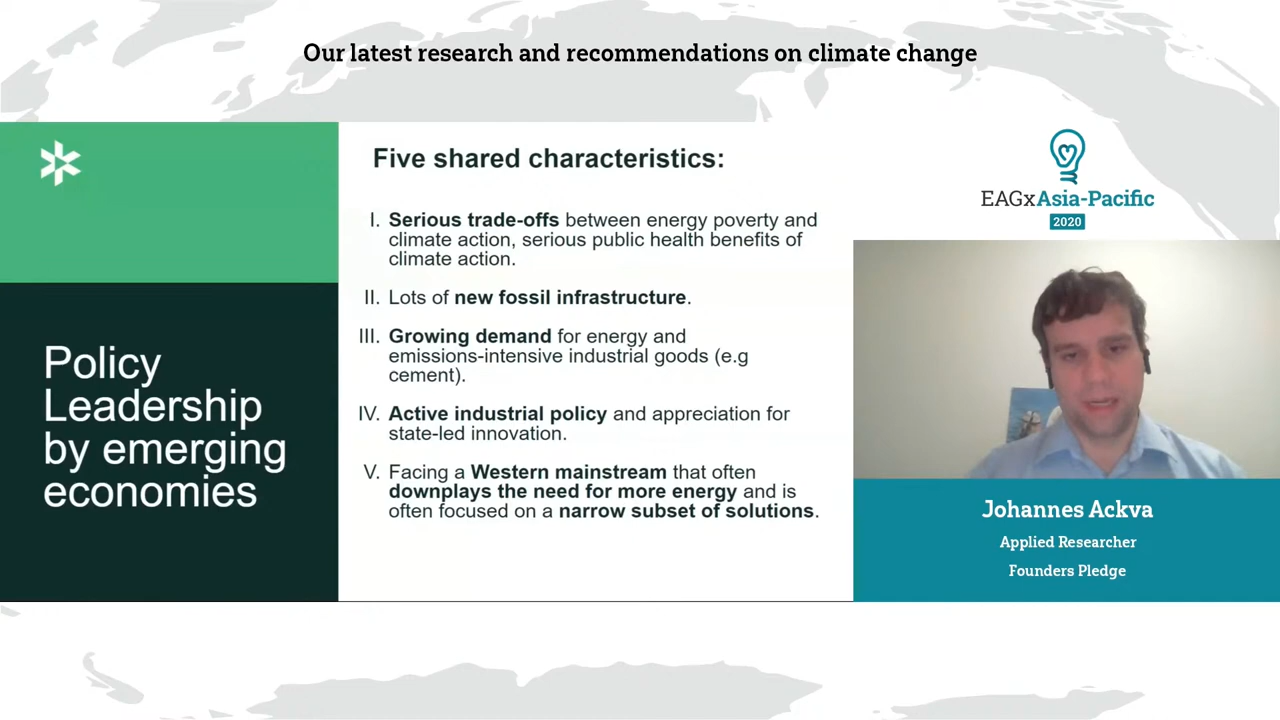 Our latest research and recommendations on climate change
Policy
Leadership
by emerging
economies
Five shared characteristics:
I. Serious trade-offs between energy poverty and
climate action, serious public health benefits of
climate action.
II. Lots of new fossil infrastructure.
III. Growing demand for energy and
emissions-intensive industrial goods (e.g
cement).
IV. Active industrial policy and appreciation for
state-led innovation.
V. Facing a Western mainstream that often
downplays the need for more energy and is
often focused on a narrow subset of solutions.
EAGxAsia-Pacific
2020
Johannes Ackva
Applied Researcher
Founders Pledge